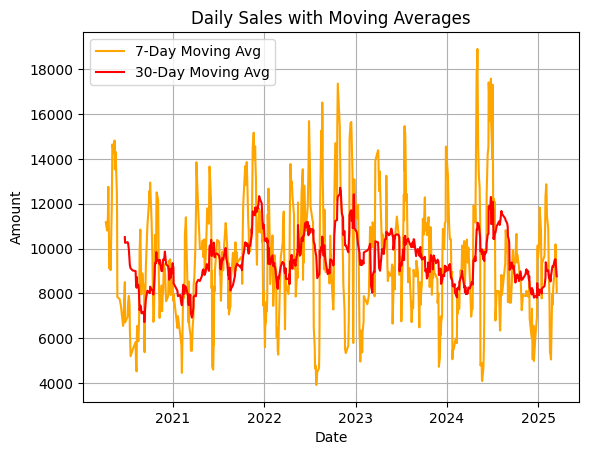 Daily Sales with Moving Averages
7-Day Moving Avg
30-Day Moving Avg
18000
16000
14000
12000
10000
8000
6000
4000
Amount
2021 2022 2023 2024 2025
Date